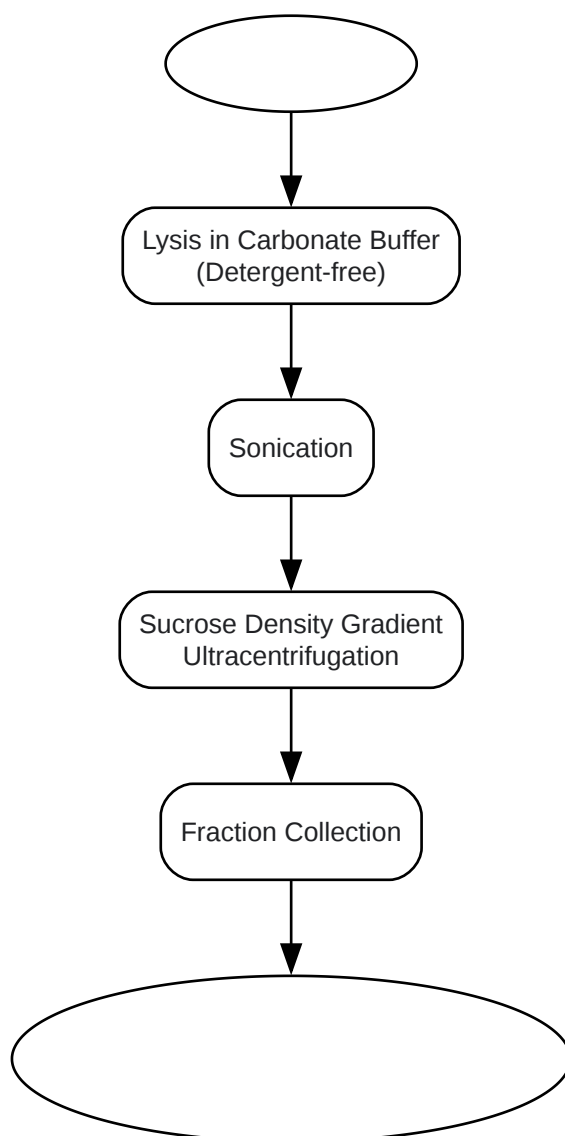 Lysis in Carbonate Buffer
(Detergent-free)
Sonication
Sucrose Density Gradient
Ultracentrifugation
Fraction Collection